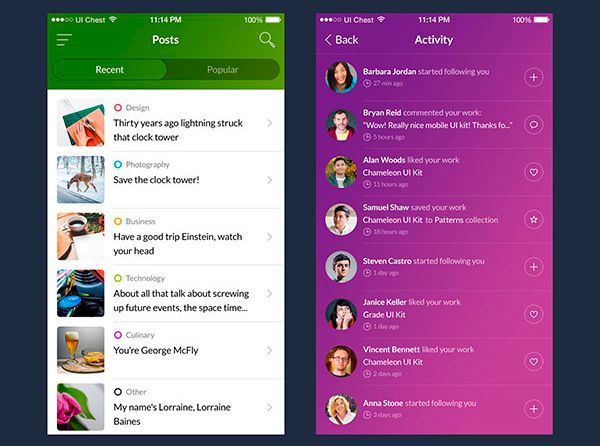 UI Chest
11:14 PM
100%
Posts
Recent
Popular
Design
Thirty years ago lightning struck
that clock tower
Photography
Save the clock tower!
Business
Have a good trip Einstein, watch
your head
Technology
About all that talk about screwing
up future events, the space time...
Culinary
You're George McFly
Other
My name's Lorraine, Lorraine
Baines
UI Chest
11:14 PM
100%
Back
Activity
Barbara Jordan started following you
27 min ago
Bryan Reid commented your work:
"Wow! Really nice mobile UI kit! Thanks fo..."
5 hours ago
Alan Woods liked your work
Chameleon UI Kit
11 hours ago
Samuel Shaw saved your work
Chameleon UI Kit to Patterns collection
18 hours ago
Steven Castro started following you
1 day ago
Janice Keller liked your work
Grade UI Kit
1 day ago
Vincent Bennett liked your work
Chameleon UI Kit
2 days ago
Anna Stone started following you
3 days ago